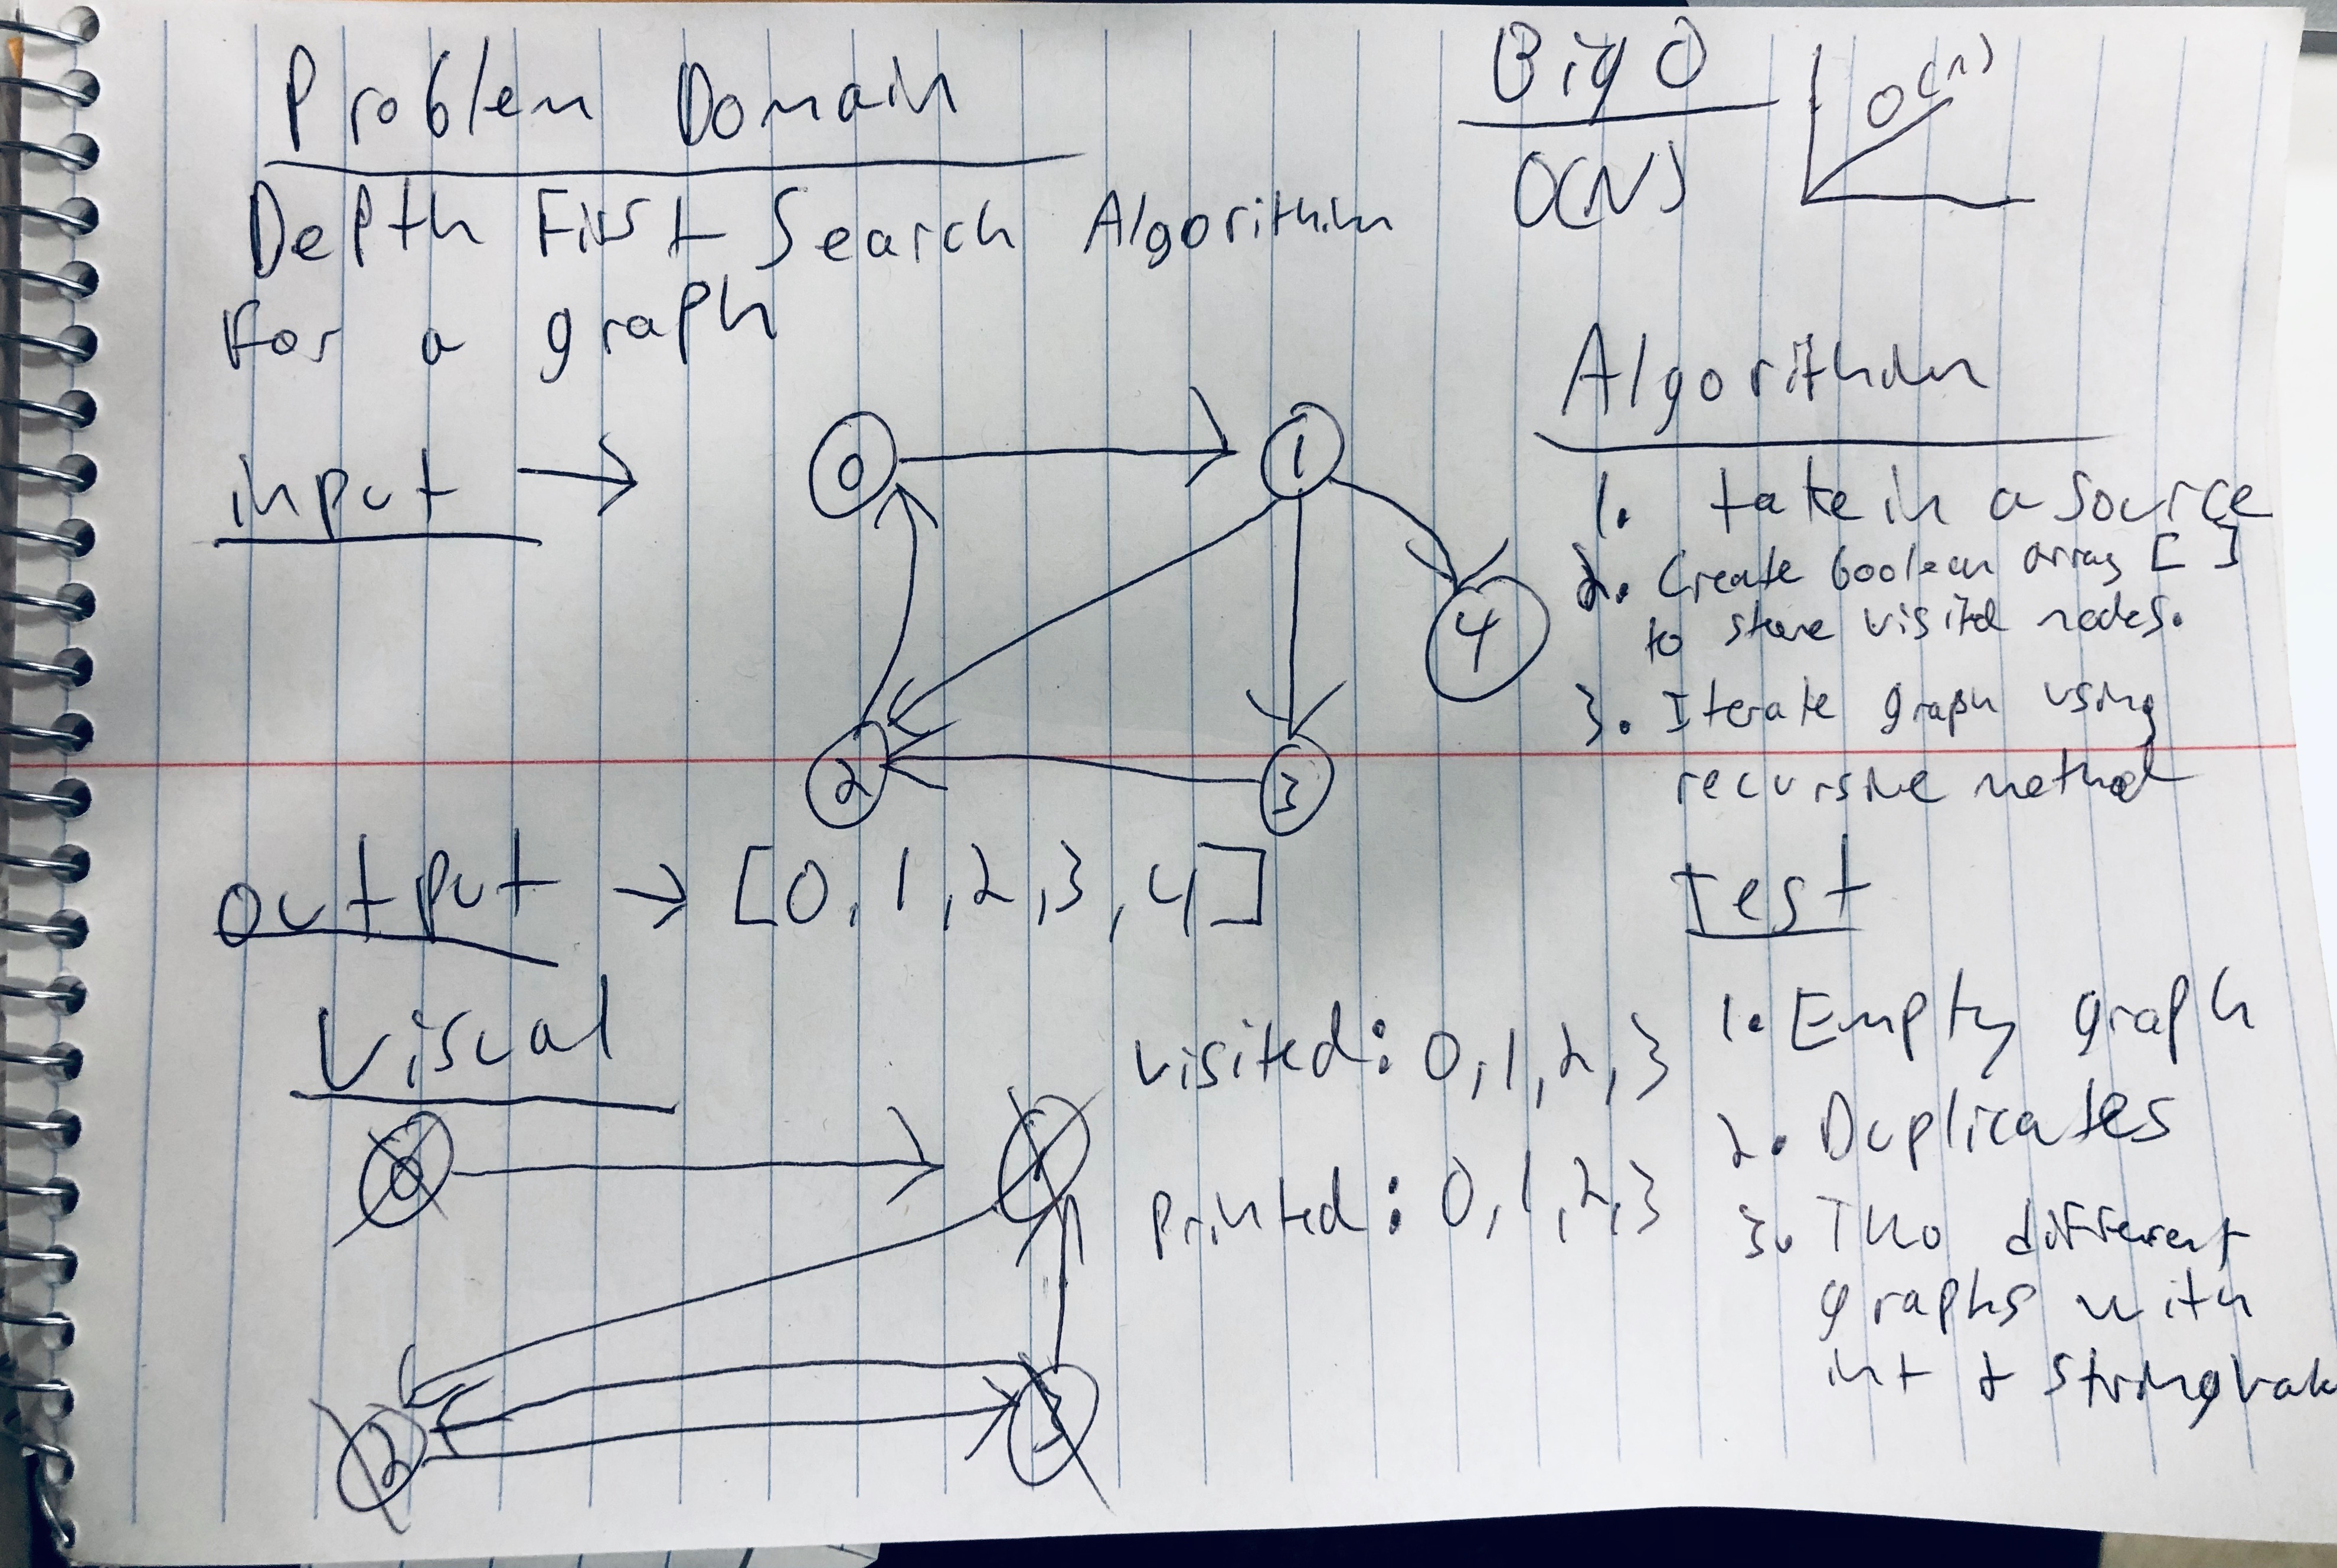 Problem Domain
Depth First Search Algorithim
For a graph
input →
0
1
2
3
4
output → [0, 1, 2, 3, 4]
Visual
0
1
2
3
visited: 0, 1, 2, 3
Printed: 0, 1, 2, 3
Big O
O(N)
O(n)
Algorithim
1. take in a source
2. Create boolean array [ ]
to store visited nodes.
3. Iterate graph using
recursive method
Test
1. Empty graph
2. Duplicates
3. Two different
graphs with
int + string